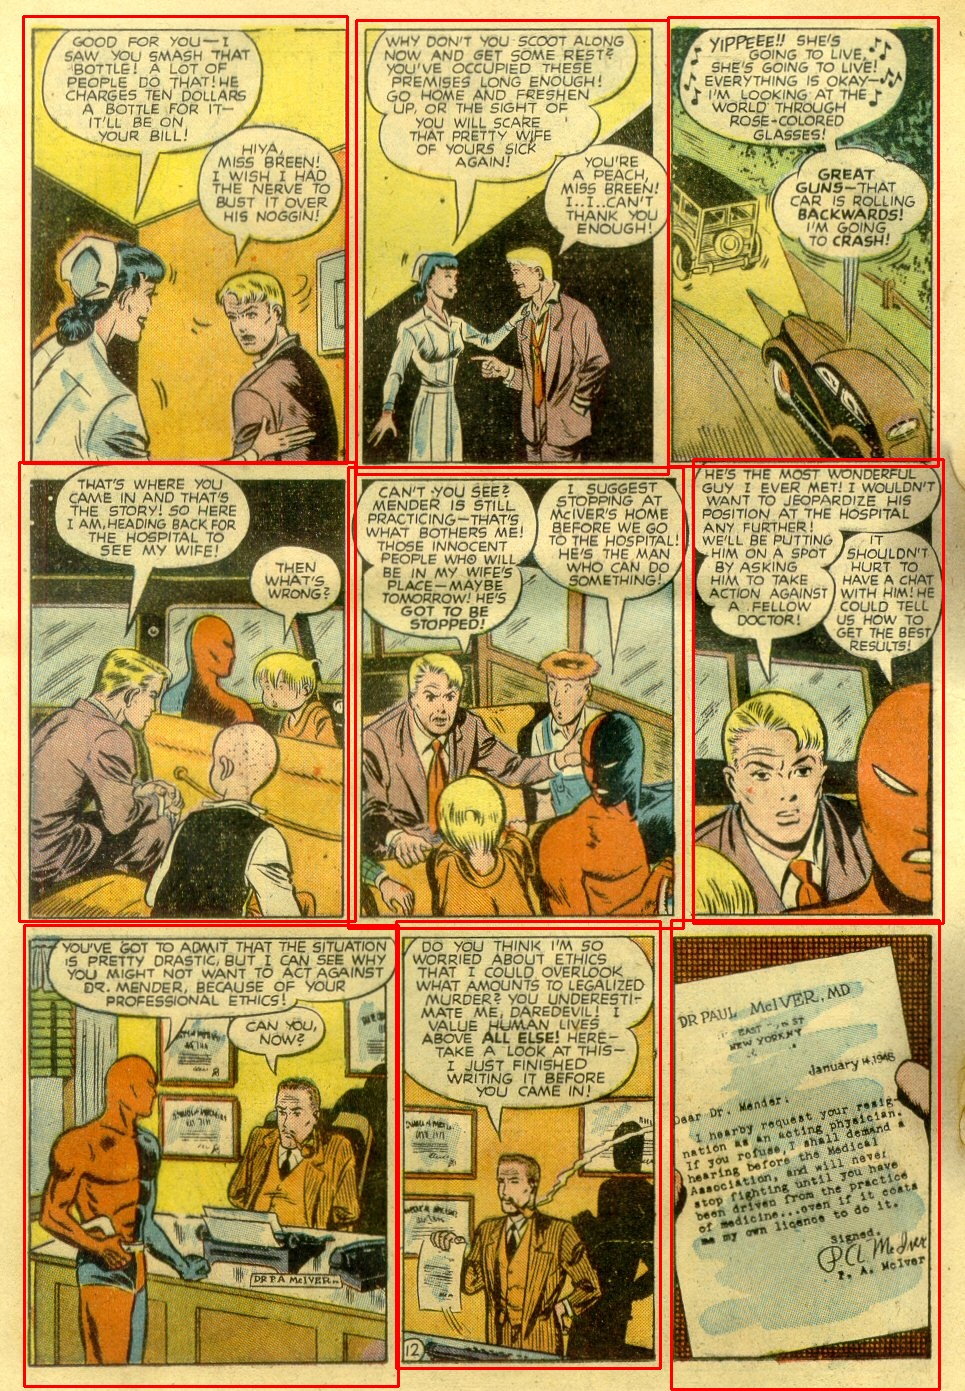 GOOD FOR YOU—I
SAW YOU SMASH THAT
BOTTLE! A LOT OF
PEOPLE DO THAT! HE
CHARGES TEN DOLLARS
A BOTTLE FOR IT—
IT'LL BE ON
YOUR BILL!
HIYA,
MISS BREEN!
I WISH I HAD
THE NERVE TO
BUST IT OVER
HIS NOGGIN!
WHY DON'T YOU SCOOT ALONG
NOW AND GET SOME REST?
YOU'VE OCCUPIED THESE
PREMISES LONG ENOUGH!
GO HOME AND FRESHEN
UP, OR THE SIGHT OF
YOU WILL SCARE
THAT PRETTY WIFE
OF YOURS SICK
AGAIN!
YOU'RE
A PEACH,
MISS BREEN!
I..I..CAN'T
THANK YOU
ENOUGH!
YIPPEEE!! SHE'S
GOING TO LIVE,
SHE'S GOING TO LIVE!
EVERYTHING IS OKAY—
I'M LOOKING AT THE
WORLD THROUGH
ROSE-COLORED
GLASSES!
GREAT
GUNS—THAT
CAR IS ROLLING
BACKWARDS!
I'M GOING
TO CRASH!
THAT'S WHERE YOU
CAME IN AND THAT'S
THE STORY! SO HERE
I AM, HEADING BACK FOR
THE HOSPITAL TO
SEE MY WIFE!
THEN
WHAT'S
WRONG?
CAN'T YOU SEE?
MENDER IS STILL
PRACTICING—THAT'S
WHAT BOTHERS ME!
THOSE INNOCENT
PEOPLE WHO WILL
BE IN MY WIFE'S
PLACE—MAYBE
TOMORROW! HE'S
GOT TO BE
STOPPED!
I SUGGEST
STOPPING AT
McIVER'S HOME
BEFORE WE GO
TO THE HOSPITAL!
HE'S THE MAN
WHO CAN DO
SOMETHING!
HE'S THE MOST WONDERFUL
GUY I EVER MET! I WOULDN'T
WANT TO JEOPARDIZE HIS
POSITION AT THE HOSPITAL
ANY FURTHER!
WE'LL BE PUTTING
HIM ON A SPOT
BY ASKING
HIM TO TAKE
ACTION AGAINST
A FELLOW
DOCTOR!
IT
SHOULDN'T
HURT TO
HAVE A CHAT
WITH HIM! HE
COULD TELL
US HOW TO
GET THE BEST
RESULTS!
YOU'VE GOT TO ADMIT THAT THE SITUATION
IS PRETTY DRASTIC, BUT I CAN SEE WHY
YOU MIGHT NOT WANT TO ACT AGAINST
DR. MENDER, BECAUSE OF YOUR
PROFESSIONAL ETHICS!
CAN YOU,
NOW?
DR P.A. McIVER
DO YOU THINK I'M SO
WORRIED ABOUT ETHICS
THAT I COULD OVERLOOK
WHAT AMOUNTS TO LEGALIZED
MURDER? YOU UNDERESTI-
MATE ME, DAREDEVIL! I
VALUE HUMAN LIVES
ABOVE ALL ELSE! HERE—
TAKE A LOOK AT THIS—
I JUST FINISHED
WRITING IT BEFORE
YOU CAME IN!
12
DR PAUL McIVER, MD
EAST ST
NEW YORK NY
January 14, 1946
Dear Dr. Mender:
I hearby request your resig-
nation as an acting physician.
If you refuse, I shall demand a
hearing before the Medical
Association, and will never
stop fighting until you have
been driven from the practice
of medicine...even if it costs
me my own licence to do it.
Signed.
P.A. McIver
P. A. McIver